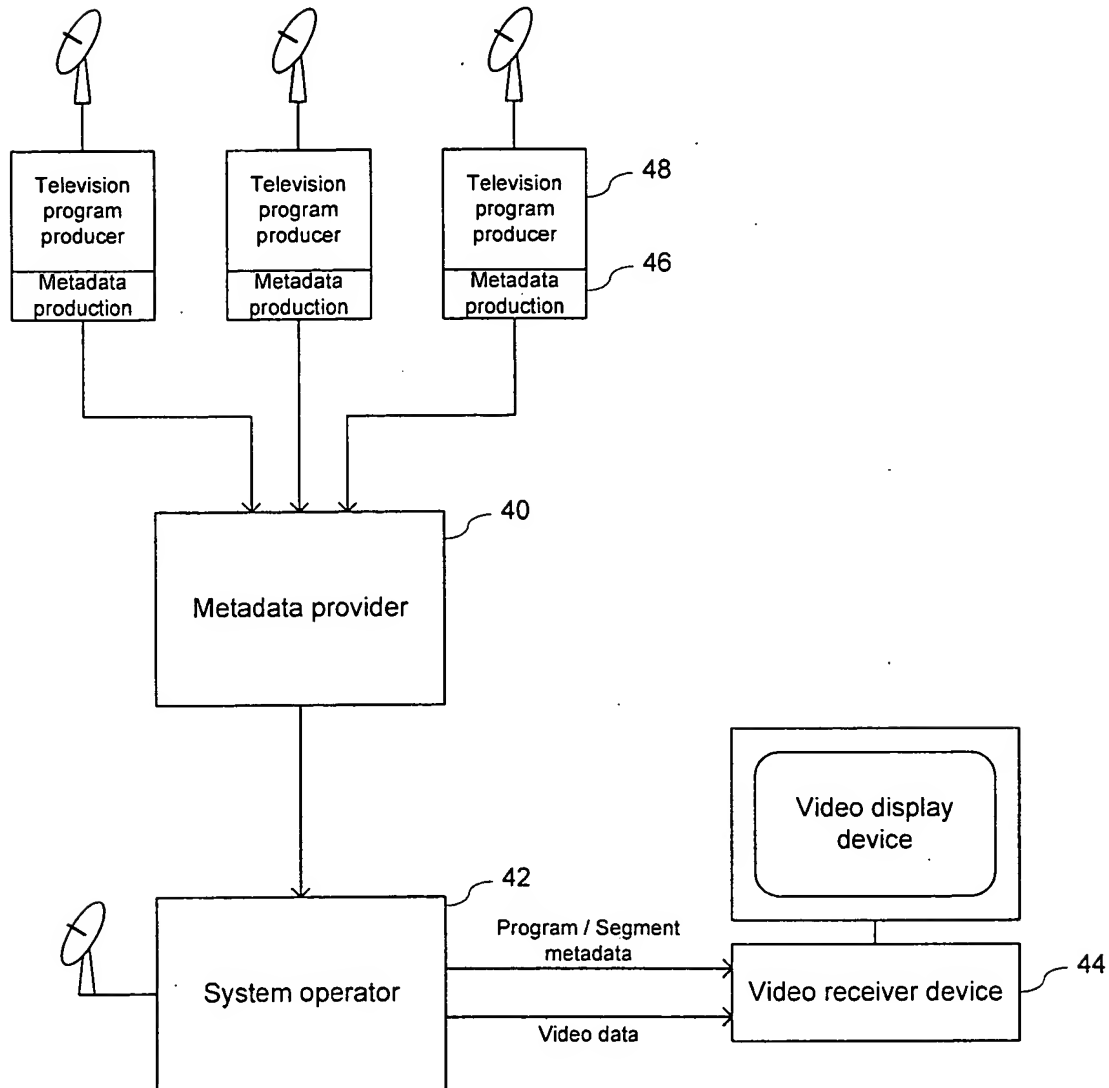 Television
program
producer
Television
program
producer
Television
program
producer
48
Metadata
production
Metadata
production
Metadata
production
46
40
Metadata provider
Video display
device
42
Program / Segment
metadata
System operator
Video receiver device
44
Video data